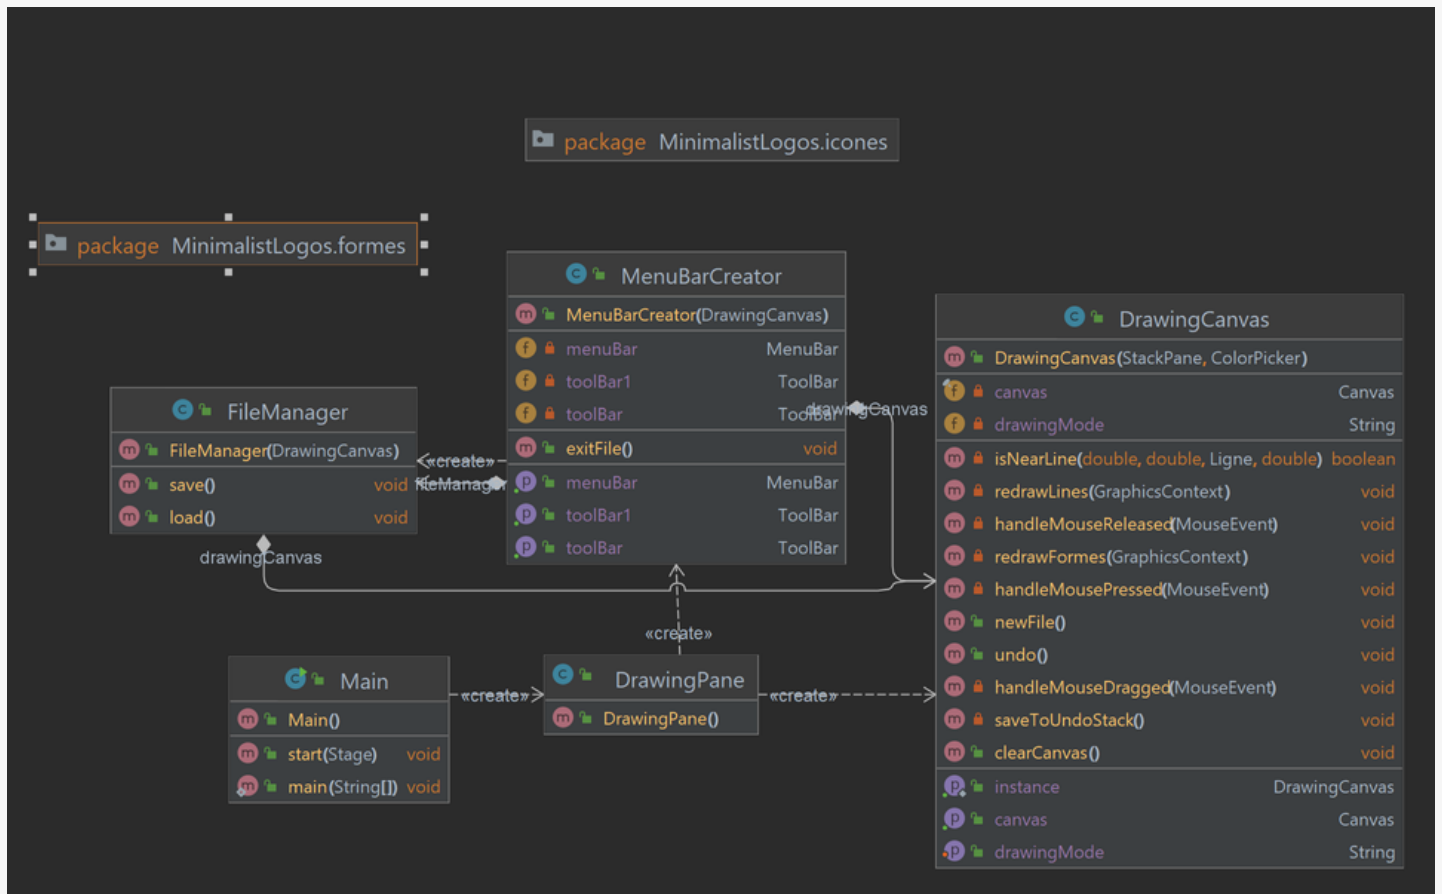 package MinimalistLogos.icones
package MinimalistLogos.formes
MenuBarCreator
MenuBarCreator(DrawingCanvas)
menuBar MenuBar
toolBar1 ToolBar
toolBar ToolBar
exitFile() void
menuBar MenuBar
toolBar1 ToolBar
toolBar ToolBar
drawingCanvas
FileManager
FileManager(DrawingCanvas)
save() void
load() void
«create»
fileManager
drawingCanvas
«create»
Main
Main()
start(Stage) void
main(String[]) void
«create»
DrawingPane
DrawingPane()
«create»
DrawingCanvas
DrawingCanvas(StackPane, ColorPicker)
canvas Canvas
drawingMode String
isNearLine(double, double, Ligne, double) boolean
redrawLines(GraphicsContext) void
handleMouseReleased(MouseEvent) void
redrawFormes(GraphicsContext) void
handleMousePressed(MouseEvent) void
newFile() void
undo() void
handleMouseDragged(MouseEvent) void
saveToUndoStack() void
clearCanvas() void
instance DrawingCanvas
canvas Canvas
drawingMode String